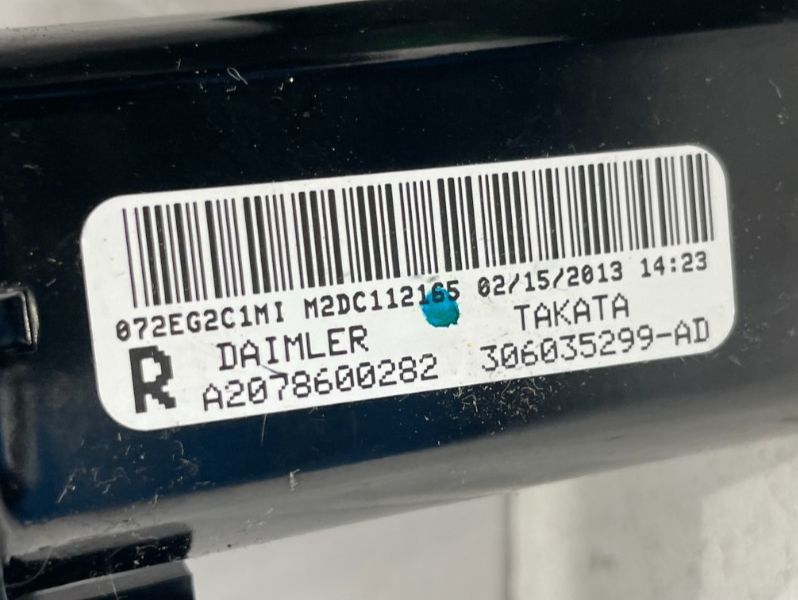 072EG2C1MI M2DC112165 02/15/2013 14:23
R DAIMLER TAKATA
A2078600282 306035299-AD